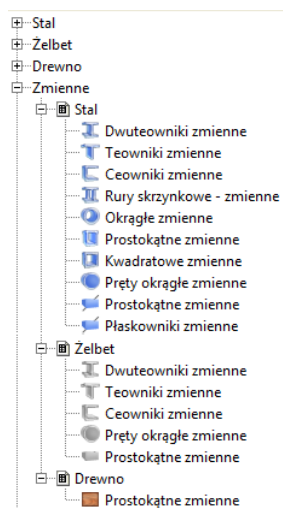 Stal
Żelbet
Drewno
Zmienne
Stal
Dwuteowniki zmienne
Teowniki zmienne
Ceowniki zmienne
Rury skrzynkowe - zmienne
Okrągłe zmienne
Prostokątne zmienne
Kwadratowe zmienne
Pręty okrągłe zmienne
Prostokątne zmienne
Płaskowniki zmienne
Żelbet
Dwuteowniki zmienne
Teowniki zmienne
Ceowniki zmienne
Pręty okrągłe zmienne
Prostokątne zmienne
Drewno
Prostokątne zmienne